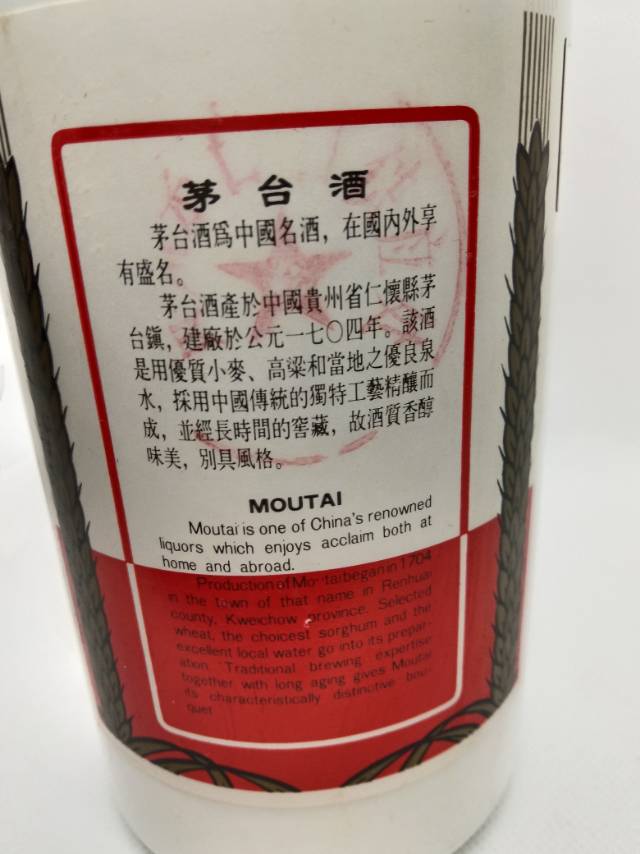 茅台酒
茅台酒爲中國名酒，在國內外享
有盛名。
茅台酒產於中國貴州省仁懷縣茅
台鎮，建廠於公元一七〇四年。該酒
是用優質小麥、高粱和當地之優良泉
水，採用中國傳統的獨特工藝精釀而
成，並經長時間的窖藏，故酒質香醇
味美，別具風格。
MOUTAI
Moutai is one of China's renowned
liquors which enjoys acclaim both at
home and abroad.
Production of Moutai began in 1704
in the town of that name in Renhuai
county, Kweichow province. Selected
wheat, the choicest sorghum and the
excellent local water go into its prepar-
ation. Traditional brewing expertise
together with long aging gives Moutai
its characteristically distinctive bou-
quet